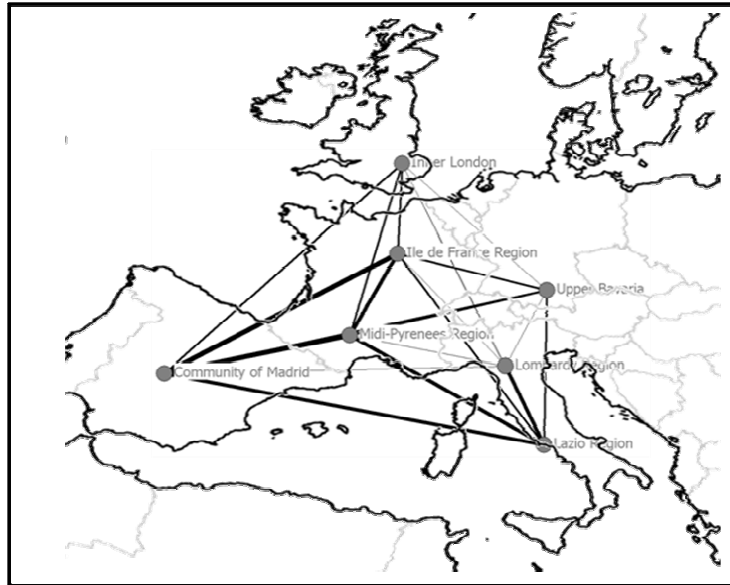 Inner London
Ile de France Region
Upper Bavaria
Midi-Pyrenees Region
Lombardy Region
Community of Madrid
Lazio Region